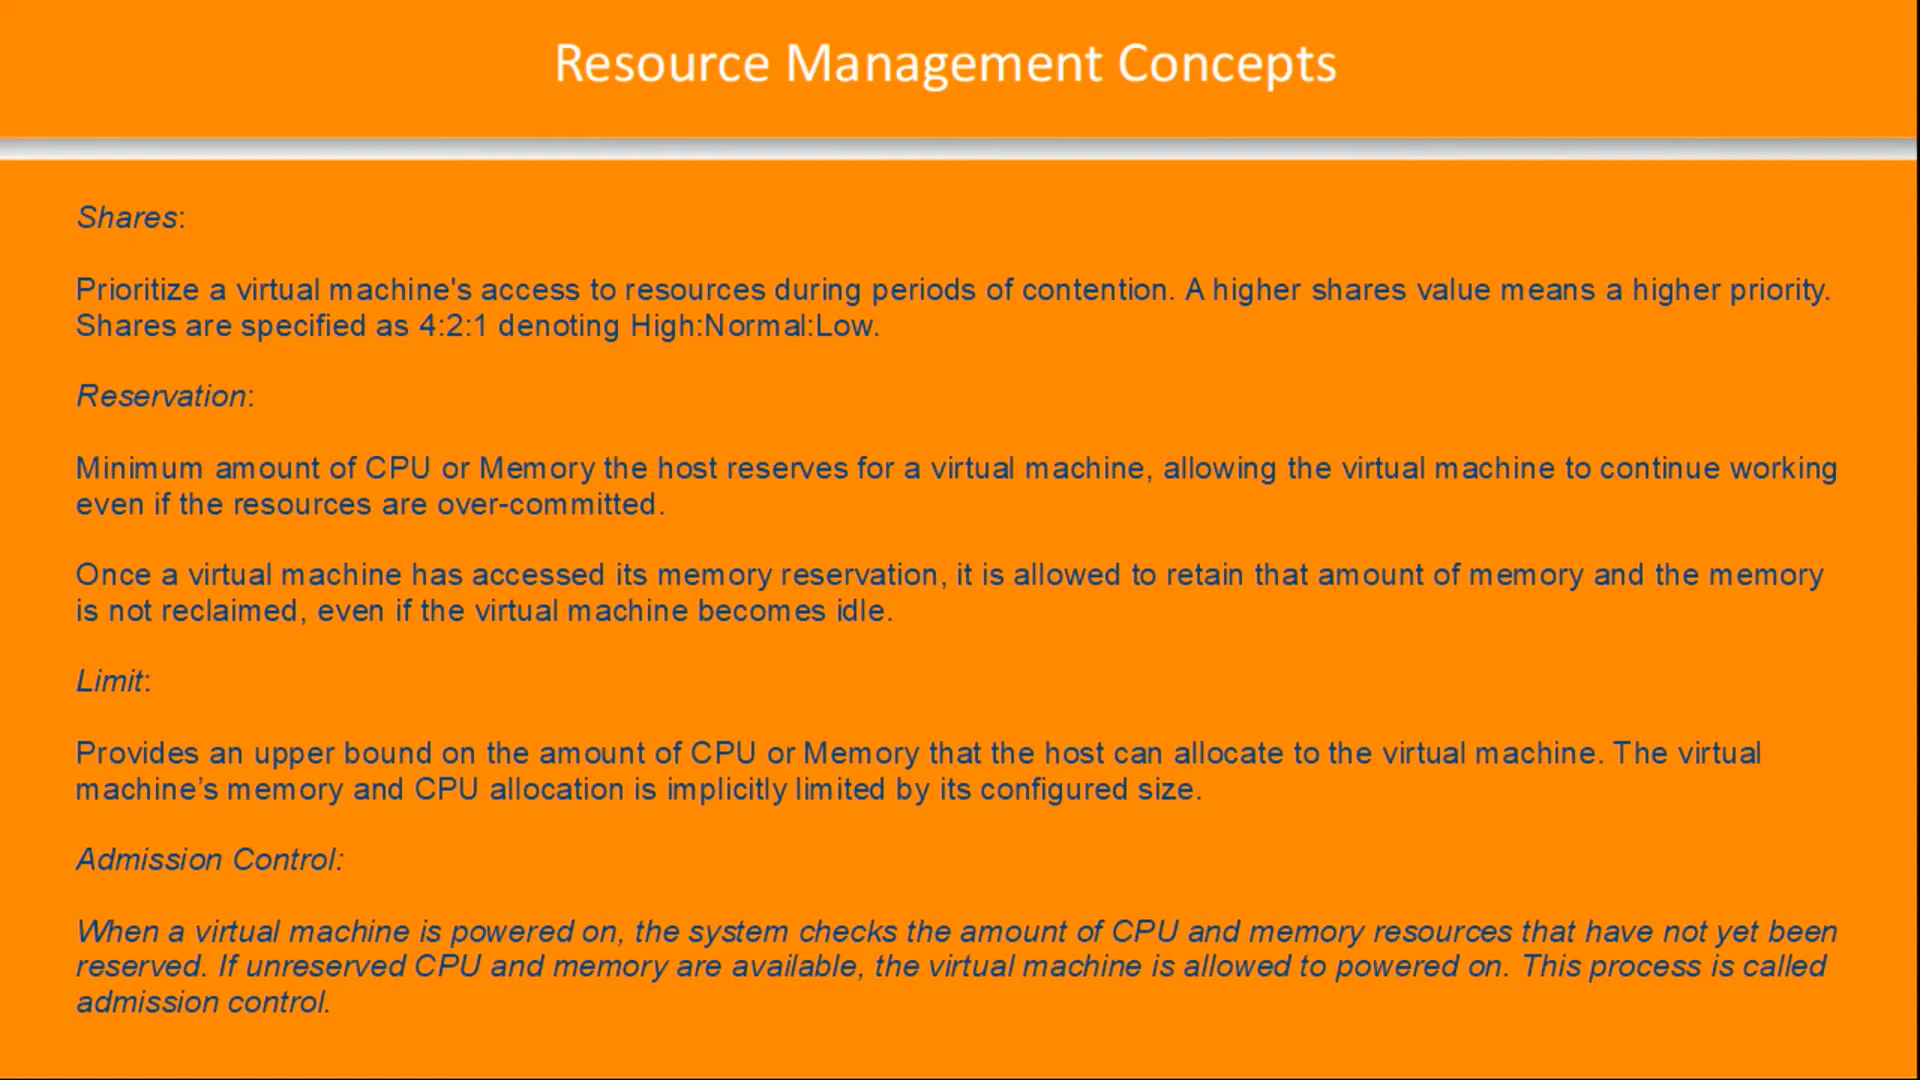 Resource Management Concepts
Shares:
Prioritize a virtual machine's access to resources during periods of contention. A higher shares value means a higher priority.
Shares are specified as 4:2:1 denoting High:Normal:Low.
Reservation:
Minimum amount of CPU or Memory the host reserves for a virtual machine, allowing the virtual machine to continue working
even if the resources are over-committed.
Once a virtual machine has accessed its memory reservation, it is allowed to retain that amount of memory and the memory
is not reclaimed, even if the virtual machine becomes idle.
Limit:
Provides an upper bound on the amount of CPU or Memory that the host can allocate to the virtual machine. The virtual
machine’s memory and CPU allocation is implicitly limited by its configured size.
Admission Control:
When a virtual machine is powered on, the system checks the amount of CPU and memory resources that have not yet been
reserved. If unreserved CPU and memory are available, the virtual machine is allowed to powered on. This process is called
admission control.